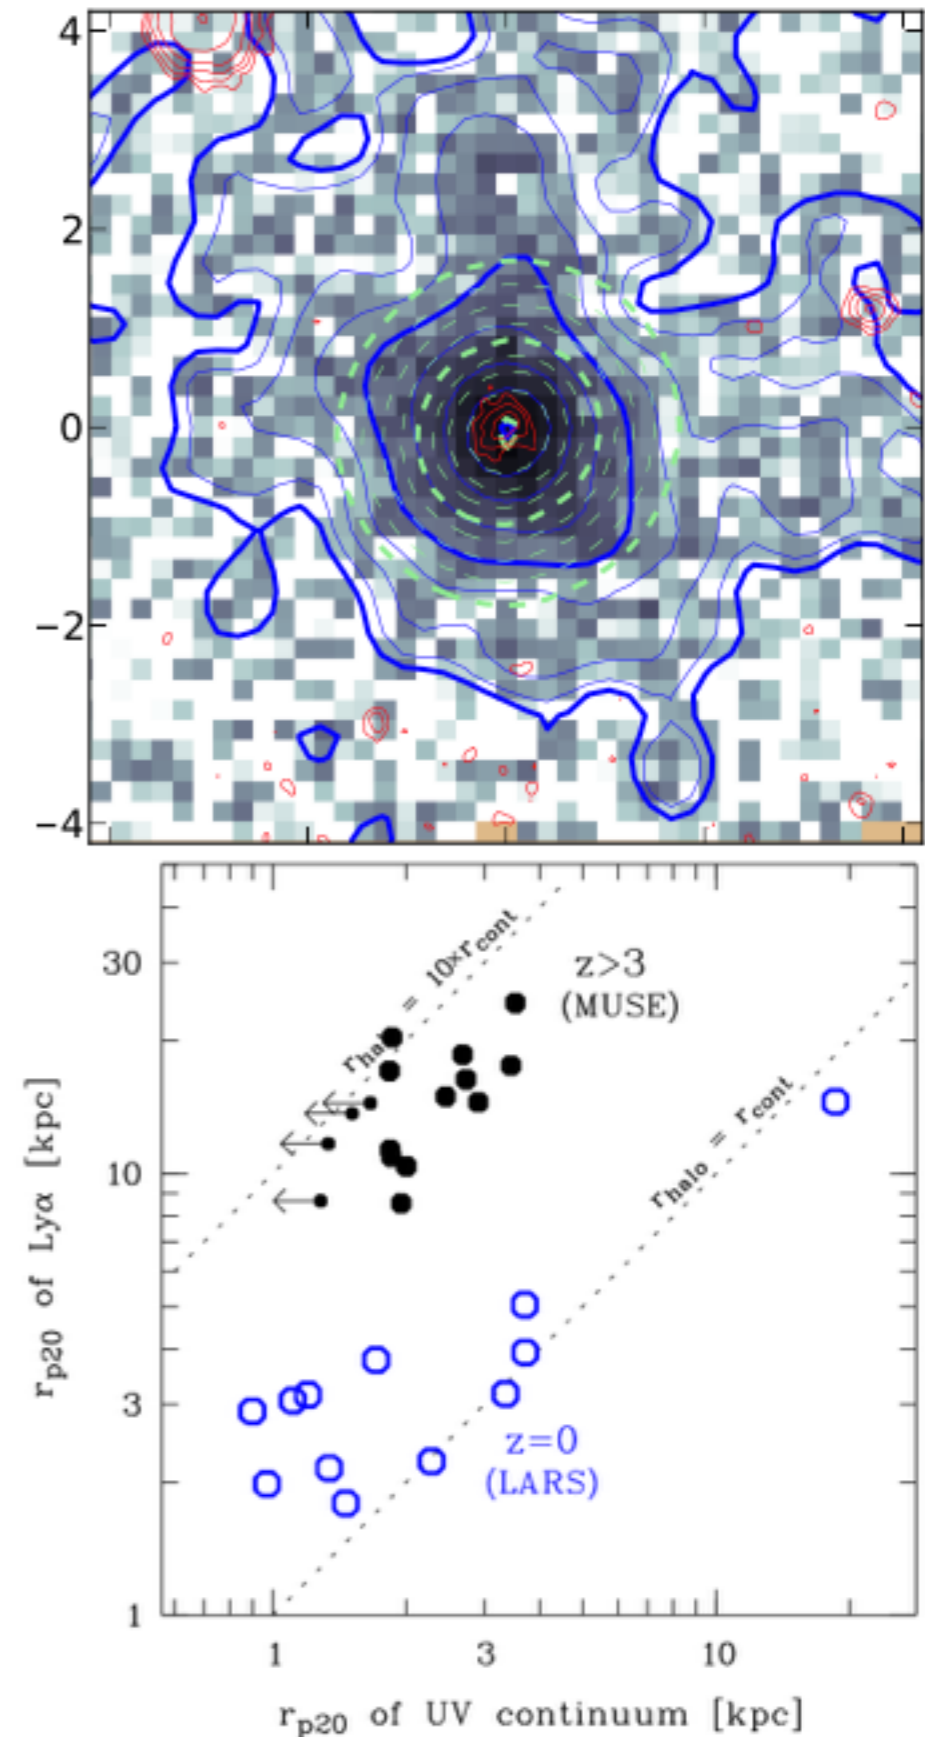 4
2
0
−2
−4
30
10
3
1
r_halo = 10×r_cont
z>3
(MUSE)
r_halo = r_cont
z=0
(LARS)
r_p20 of Lyα [kpc]
1 3 10
r_p20 of UV continuum [kpc]